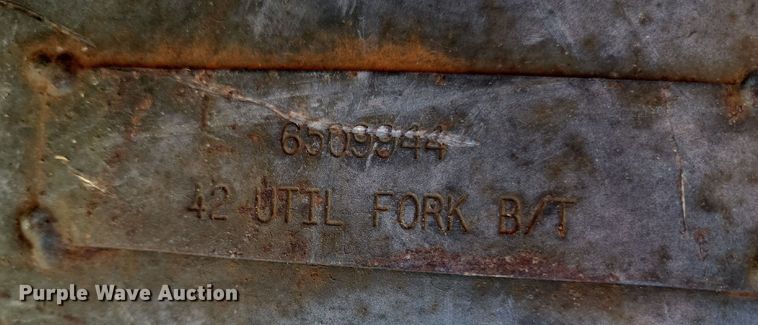 6509944
42 UTIL FORK B/T
Purple Wave Auction